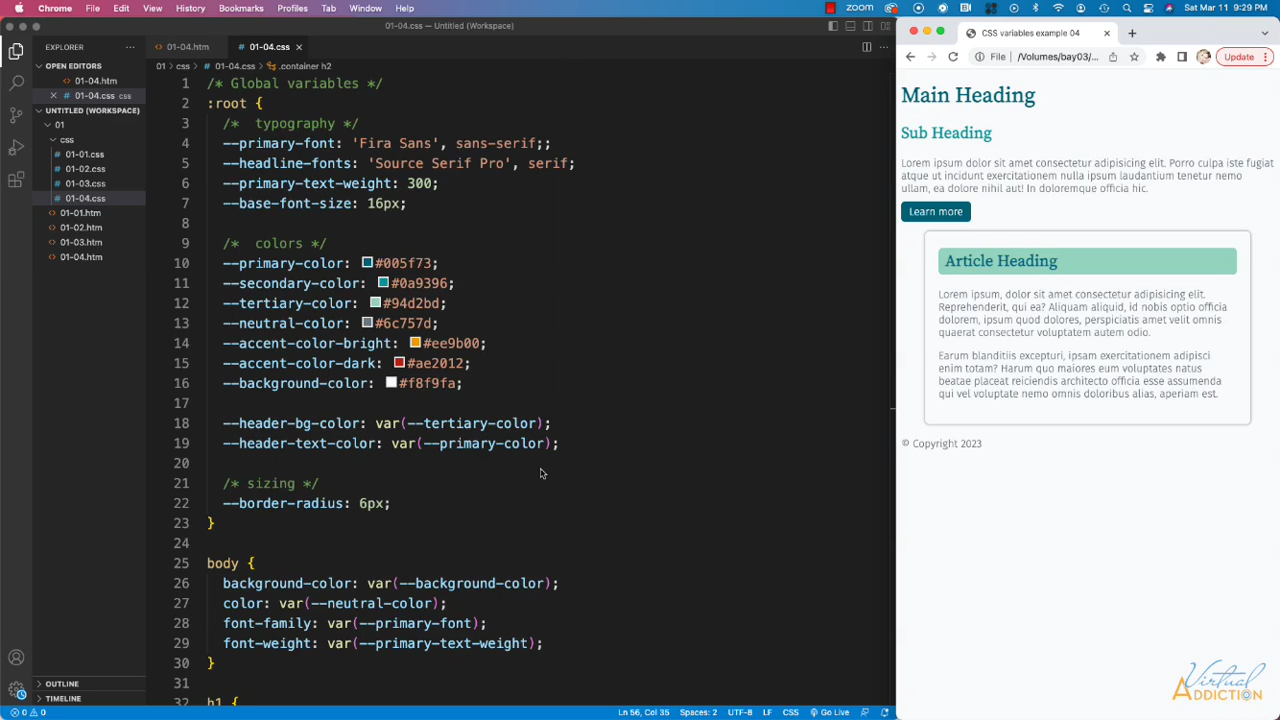 Chrome File Edit View History Bookmarks Profiles Tab Window Help
Sat Mar 11 9:29 PM
01-04.css — Untitled (Workspace)
EXPLORER
OPEN EDITORS
01-04.htm
01-04.css css
UNTITLED (WORKSPACE)
01
css
01-01.css
01-02.css
01-03.css
01-04.css
01-01.htm
01-02.htm
01-03.htm
01-04.htm
OUTLINE
TIMELINE
01-04.htm
01-04.css
01 > css > 01-04.css > .container h2
1 /* Global variables */
2 :root {
3 /*  typography */
4 --primary-font: 'Fira Sans', sans-serif;;
5 --headline-fonts: 'Source Serif Pro', serif;
6 --primary-text-weight: 300;
7 --base-font-size: 16px;
8
9 /*  colors */
10 --primary-color: #005f73;
11 --secondary-color: #0a9396;
12 --tertiary-color: #94d2bd;
13 --neutral-color: #6c757d;
14 --accent-color-bright: #ee9b00;
15 --accent-color-dark: #ae2012;
16 --background-color: #f8f9fa;
17
18 --header-bg-color: var(--tertiary-color);
19 --header-text-color: var(--primary-color);
20
21 /* sizing */
22 --border-radius: 6px;
23 }
24
25 body {
26 background-color: var(--background-color);
27 color: var(--neutral-color);
28 font-family: var(--primary-font);
29 font-weight: var(--primary-text-weight);
30 }
31
32 h1 {
0 0
Ln 56, Col 35 Spaces: 2 UTF-8 LF CSS Go Live
CSS variables example 04
File /Volumes/bay03/... Update
Main Heading
Sub Heading
Lorem ipsum dolor sit amet consectetur adipisicing elit. Porro culpa iste fugiat
at incidunt exercitationem nulla ipsum laudantium tenetur nemo
ullam, ea dolore nihil aut! In doloremque officia hic.
Learn more
Article Heading
Lorem ipsum, dolor sit amet consectetur adipisicing elit.
Reprehenderit, qui ea? Aliquam aliquid, id nobis optio officia
dolorem, ipsum quod dolores, perspiciatis amet velit omnis
quaerat consectetur voluptatem autem odio.
Earum blanditiis excepturi, ipsam exercitationem adipisci
enim totam? Harum quo maiores eum voluptates natus
beatae placeat reiciendis architecto officia esse assumenda
qui vel voluptate nemo omnis doloribus alias, aperiam est.
© Copyright 2023
Virtual
ADDICTION